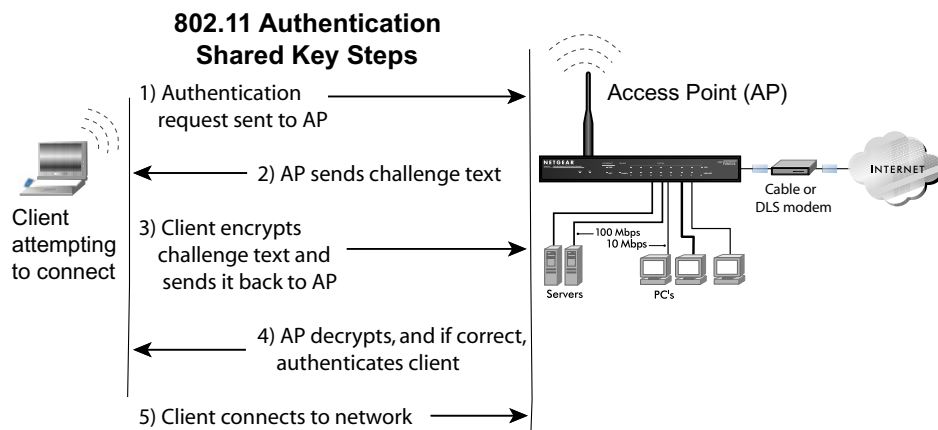 802.11 Authentication
Shared Key Steps
1) Authentication
request sent to AP
Access Point (AP)
NETGEAR
2) AP sends challenge text
INTERNET
Cable or
DLS modem
Client
attempting
to connect
3) Client encrypts
challenge text and
sends it back to AP
100 Mbps
10 Mbps
Servers
PC's
4) AP decrypts, and if correct,
authenticates client
5) Client connects to network